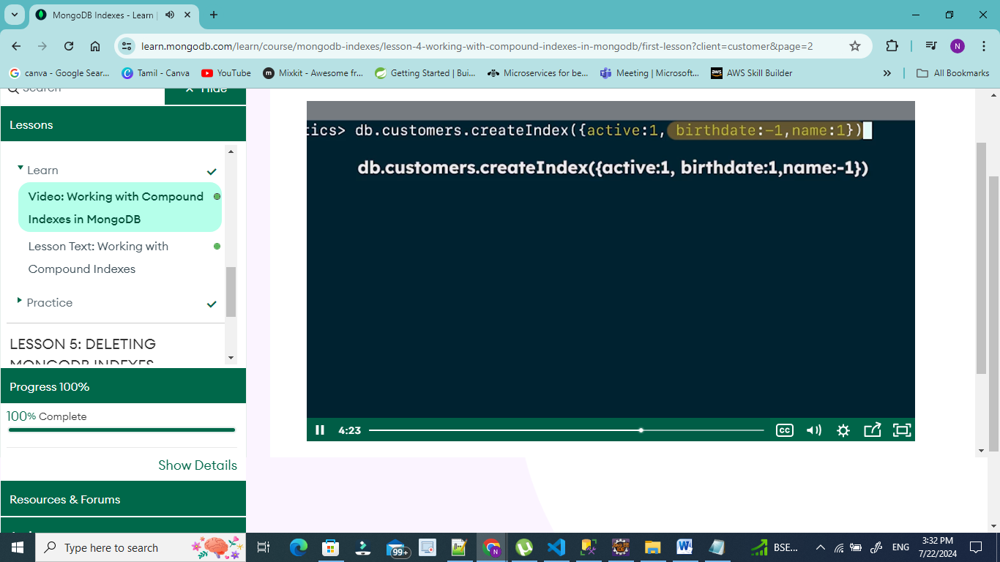 MongoDB Indexes - Learn |
learn.mongodb.com/learn/course/mongodb-indexes/lesson-4-working-with-compound-indexes-in-mongodb/first-lesson?client=customer&page=2
N
canva - Google Sear...
Tamil - Canva
YouTube
Mixkit - Awesome fr...
Getting Started | Bui...
Microservices for be...
Meeting | Microsoft...
AWS Skill Builder
All Bookmarks
Search
Hide
Lessons
Learn
Video: Working with Compound
Indexes in MongoDB
Lesson Text: Working with
Compound Indexes
Practice
LESSON 5: DELETING
MONGODB INDEXES
Progress 100%
100% Complete
Show Details
Resources & Forums
tics> db.customers.createIndex({active:1, birthdate:-1,name:1})
db.customers.createIndex({active:1, birthdate:1,name:-1})
4:23
CC
Type here to search
99+
BSE...
ENG
3:32 PM
7/22/2024